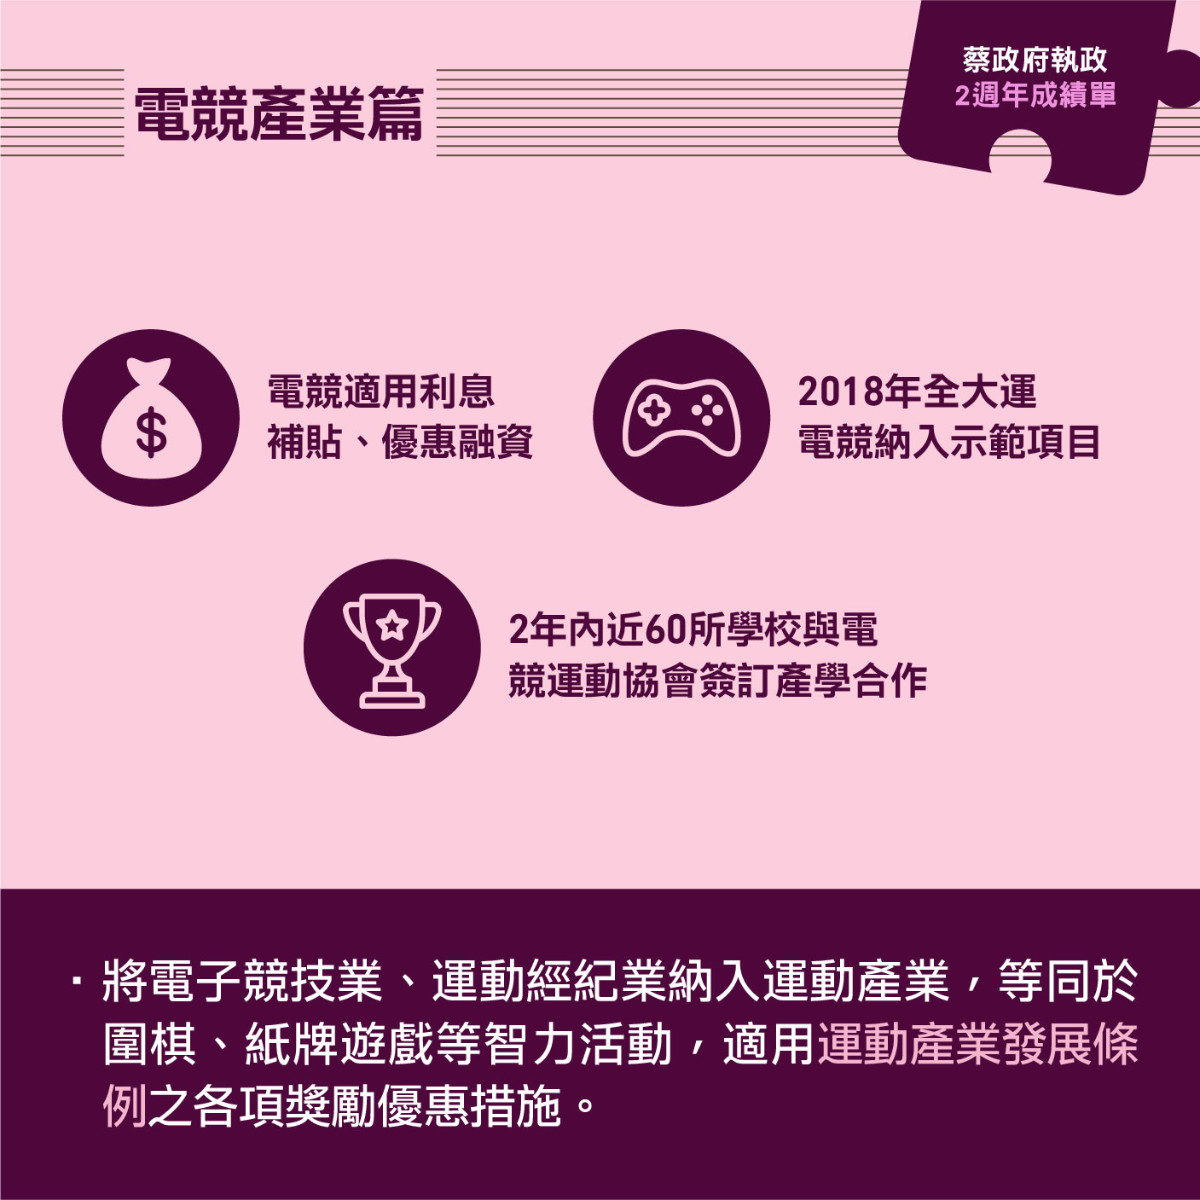 蔡政府執政
2週年成績單
電競產業篇
電競適用利息
補貼、優惠融資
2018年全大運
電競納入示範項目
2年內近60所學校與電
競運動協會簽訂產學合作
·將電子競技業、運動經紀業納入運動產業，等同於
圍棋、紙牌遊戲等智力活動，適用運動產業發展條
例之各項獎勵優惠措施。